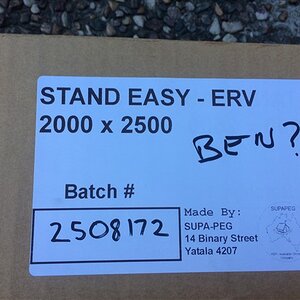 STAND EASY - ERV
2000 x 2500
BEN?
Batch #
2508172
Made By:
SUPA-PEG
14 Binary Street
Yatala 4207
SUPAPEG